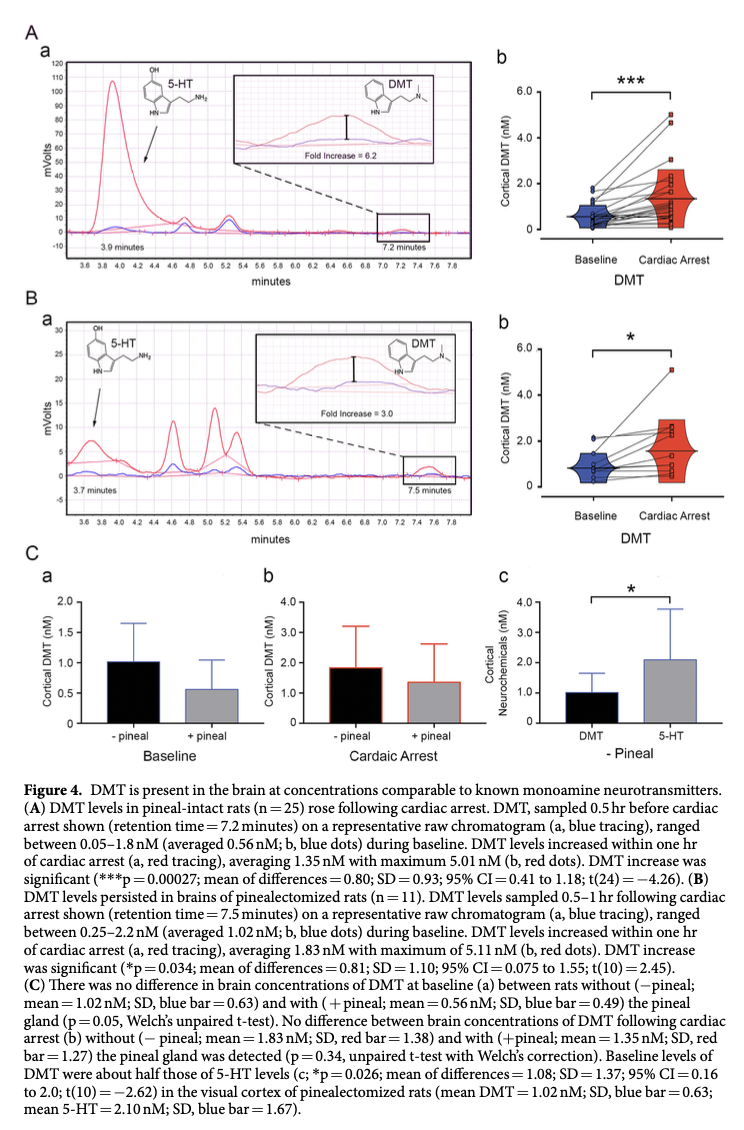 A
a
120
110
100
90
80
70
60
50
40
30
20
10
0
-10
mVolts
OH
5-HT
NH₂
HN
DMT
N
HN
Fold Increase = 6.2
3.9 minutes
7.2 minutes
3.6 3.8 4.0 4.2 4.4 4.6 4.8 5.0 5.2 5.4 5.6 5.8 6.0 6.2 6.4 6.6 6.8 7.0 7.2 7.4 7.6 7.8
minutes
b
***
6.0
4.0
2.0
0
Cortical DMT (nM)
Baseline Cardiac Arrest
DMT
B
a
30
25
20
15
10
5
0
-5
mVolts
OH
5-HT
NH₂
HN
DMT
N
HN
Fold Increase = 3.0
3.7 minutes
7.5 minutes
3.6 3.8 4.0 4.2 4.4 4.6 4.8 5.0 5.2 5.4 5.6 5.8 6.0 6.2 6.4 6.6 6.8 7.0 7.2 7.4 7.6 7.8
minutes
b
*
6.0
4.0
2.0
0
Cortical DMT (nM)
Baseline Cardiac Arrest
DMT
C
a
2.0
1.5
1.0
0.5
0
Cortical DMT (nM)
- pineal + pineal
Baseline
b
4.0
3.0
2.0
1.0
0
Cortical DMT (nM)
- pineal + pineal
Cardaic Arrest
c
*
4.0
3.0
2.0
1.0
0
Cortical
Neurochemicals (nM)
DMT 5-HT
- Pineal
Figure 4. DMT is present in the brain at concentrations comparable to known monoamine neurotransmitters.
(A) DMT levels in pineal-intact rats (n = 25) rose following cardiac arrest. DMT, sampled 0.5 hr before cardiac
arrest shown (retention time = 7.2 minutes) on a representative raw chromatogram (a, blue tracing), ranged
between 0.05–1.8 nM (averaged 0.56 nM; b, blue dots) during baseline. DMT levels increased within one hr
of cardiac arrest (a, red tracing), averaging 1.35 nM with maximum 5.01 nM (b, red dots). DMT increase was
significant (***p = 0.00027; mean of differences = 0.80; SD = 0.93; 95% CI = 0.41 to 1.18; t(24) = −4.26). (B)
DMT levels persisted in brains of pinealectomized rats (n = 11). DMT levels sampled 0.5–1 hr following cardiac
arrest shown (retention time = 7.5 minutes) on a representative raw chromatogram (a, blue tracing), ranged
between 0.25–2.2 nM (averaged 1.02 nM; b, blue dots) during baseline. DMT levels increased within one hr
of cardiac arrest (a, red tracing), averaging 1.83 nM with maximum of 5.11 nM (b, red dots). DMT increase
was significant (*p = 0.034; mean of differences = 0.81; SD = 1.10; 95% CI = 0.075 to 1.55; t(10) = 2.45).
(C) There was no difference in brain concentrations of DMT at baseline (a) between rats without (−pineal;
mean = 1.02 nM; SD, blue bar = 0.63) and with (+pineal; mean = 0.56 nM; SD, blue bar = 0.49) the pineal
gland (p = 0.05, Welch's unpaired t-test). No difference between brain concentrations of DMT following cardiac
arrest (b) without (− pineal; mean = 1.83 nM; SD, red bar = 1.38) and with (+pineal; mean = 1.35 nM; SD, red
bar = 1.27) the pineal gland was detected (p = 0.34, unpaired t-test with Welch's correction). Baseline levels of
DMT were about half those of 5-HT levels (c; *p = 0.026; mean of differences = 1.08; SD = 1.37; 95% CI = 0.16
to 2.0; t(10) = −2.62) in the visual cortex of pinealectomized rats (mean DMT = 1.02 nM; SD, blue bar = 0.63;
mean 5-HT = 2.10 nM; SD, blue bar = 1.67).